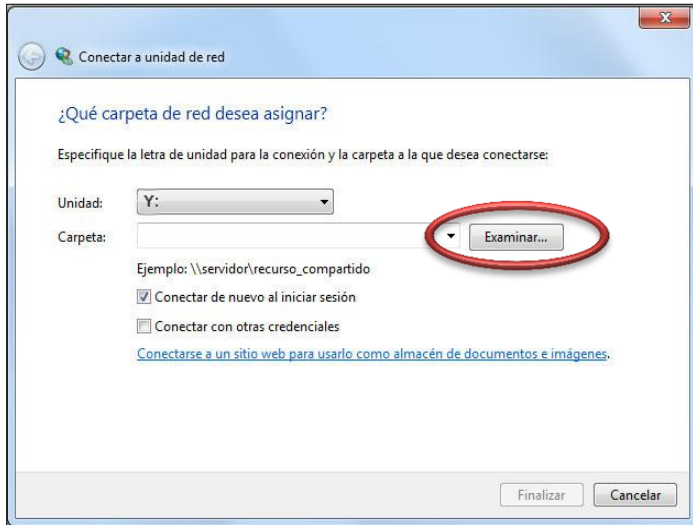 X
Conectar a unidad de red
¿Qué carpeta de red desea asignar?
Especifique la letra de unidad para la conexión y la carpeta a la que desea conectarse:
Unidad: Y:
Carpeta: Examinar...
Ejemplo: \\servidor\recurso_compartido
Conectar de nuevo al iniciar sesión
Conectar con otras credenciales
Conectarse a un sitio web para usarlo como almacén de documentos e imágenes.
Finalizar Cancelar